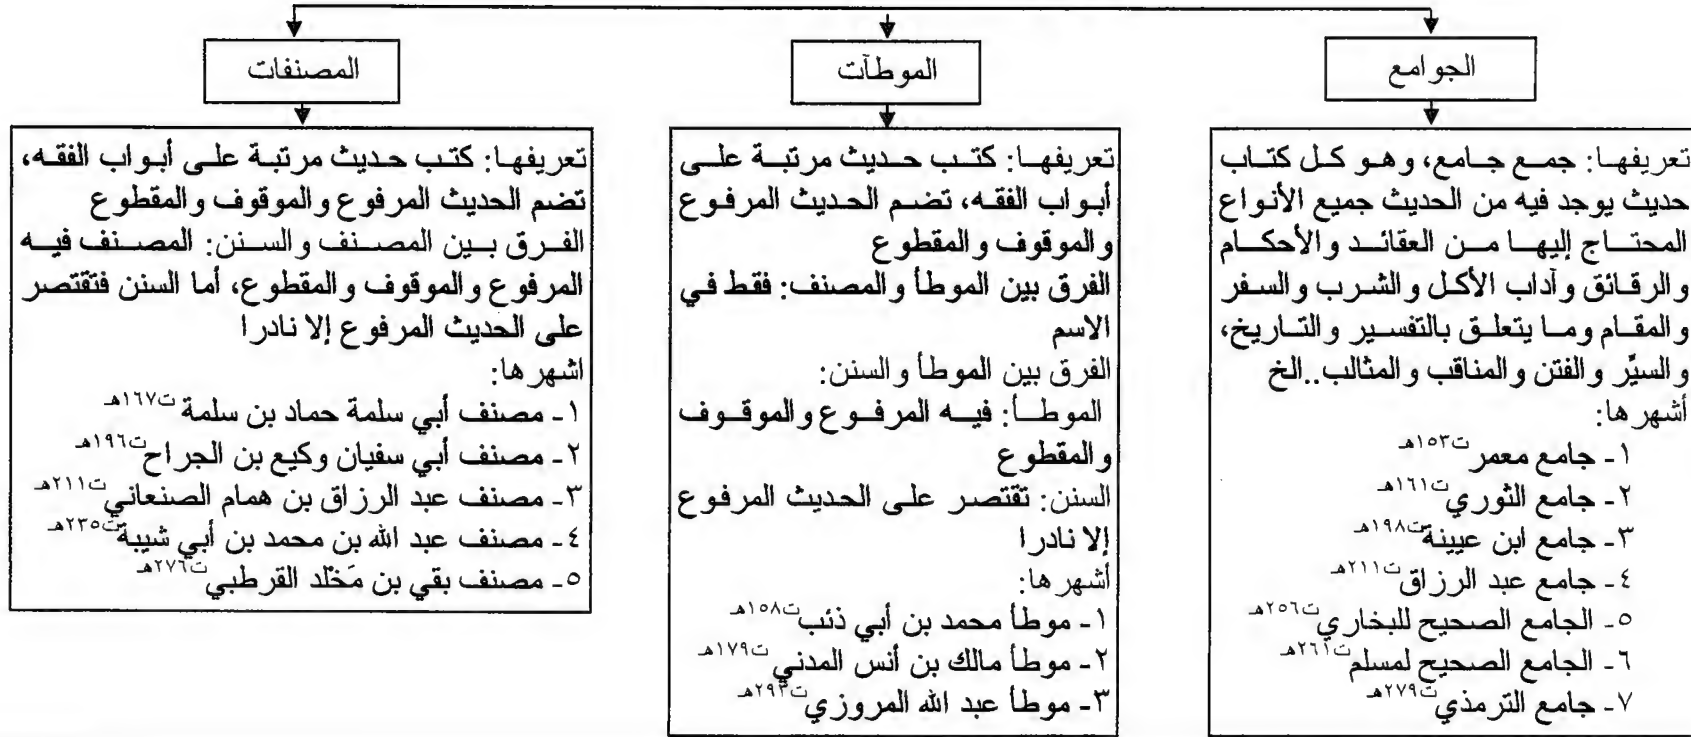 الجوامع
تعريفها: جمع جامع، وهو كل كتاب
حديث يوجد فيه من الحديث جميع الأنواع
المحتاج إليها من العقائد والأحكام
والرقائق وآداب الأكل والشرب والسفر
والمقام وما يتعلق بالتفسير والتاريخ،
والسيِّر والفتن والمناقب والمثالب..الخ
أشهرها:
١- جامع معمر ت١٥٣هـ
٢- جامع الثوري ت١٦١هـ
٣- جامع ابن عيينة ت١٩٨هـ
٤- جامع عبد الرزاق ت٢١١هـ
٥- الجامع الصحيح للبخاري ت٢٥٦هـ
٦- الجامع الصحيح لمسلم ت٢٦١هـ
٧- جامع الترمذي ت٢٧٩هـ
الموطآت
تعريفها: كتب حديث مرتبة على
أبواب الفقه، تضم الحديث المرفوع
والموقوف والمقطوع
الفرق بين الموطأ والمصنف: فقط في
الاسم
الفرق بين الموطأ والسنن:
الموطأ: فيه المرفوع والموقوف
والمقطوع
السنن: تقتصر على الحديث المرفوع
إلا نادرا
أشهرها:
١- موطأ محمد بن أبي ذئب ت١٥٨هـ
٢- موطأ مالك بن أنس المدني ت١٧٩هـ
٣- موطأ عبد الله المروزي ت٢٩٣هـ
المصنفات
تعريفها: كتب حديث مرتبة على أبواب الفقه،
تضم الحديث المرفوع والموقوف والمقطوع
الفرق بين المصنف والسنن: المصنف فيه
المرفوع والموقوف والمقطوع، أما السنن فتقتصر
على الحديث المرفوع إلا نادرا
اشهرها:
١- مصنف أبي سلمة حماد بن سلمة ت١٦٧هـ
٢- مصنف أبي سفيان وكيع بن الجراح ت١٩٦هـ
٣- مصنف عبد الرزاق بن همام الصنعاني ت٢١١هـ
٤- مصنف عبد الله بن محمد بن أبي شيبة ت٢٣٥هـ
٥- مصنف بقي بن مَخْلد القرطبي ت٢٧٦هـ